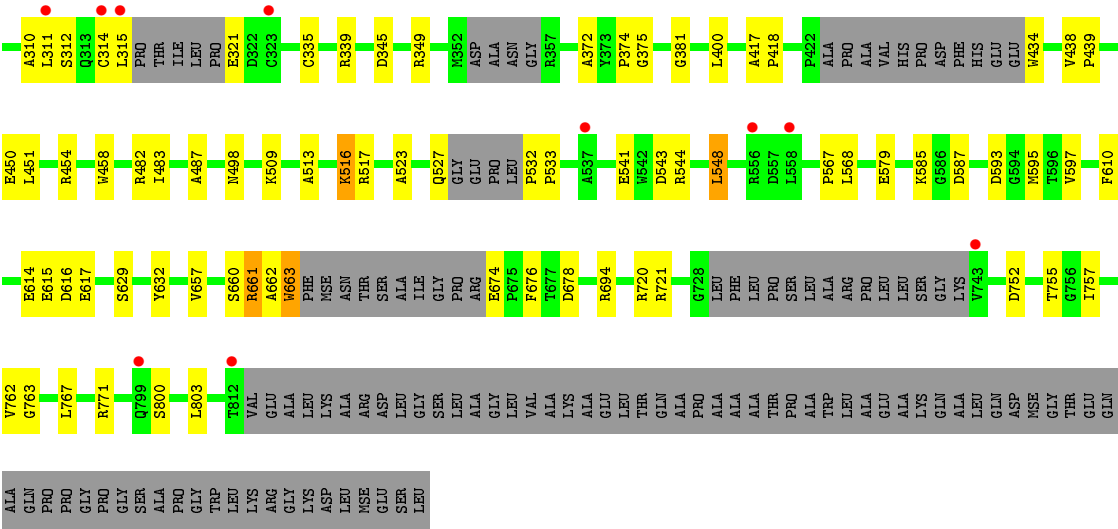 A310 L311 S312 Q313 C314 L315 PRO THR ILE LEU PRO E321 D322 C323 C335 R339 D345 R349 M352 ASP ALA ASN GLY R357 A372 Y373 P374 G375 G381 L400 A417 P418 P422 ALA PRO ALA VAL HIS PRO ASP PHE HIS GLU GLU W434 V438 P439
E450 L451 R454 W458 R482 I483 A487 N498 K509 A513 K516 R517 A523 Q527 GLY GLU PRO LEU P532 P533 A537 E541 W542 D543 R544 L548 R556 D557 L558 P567 L568 E579 K585 G586 D587 D593 G594 M595 T596 V597 F610
E614 E615 D616 E617 S629 Y632 V657 S660 R661 A662 W663 PHE MSE ASN THR SER ALA ILE GLY PRO ARG E674 P675 F676 T677 D678 R694 R720 R721 G728 LEU PHE LEU PRO SER LEU ALA ARG PRO LEU LEU SER GLY LYS V743 D752 T755 G756 I757
V762 G763 L767 R771 Q799 S800 L803 T812 VAL GLU ALA LEU LYS ALA ARG ASP LEU GLY SER LEU ALA GLY LEU VAL ALA LYS ALA GLU LEU THR GLN ALA PRO ALA ALA ALA THR PRO ALA TRP LEU ALA GLU ALA LYS GLN ALA LEU GLN ASP MSE GLY THR GLU GLN
ALA GLN PRO PRO GLY PRO GLY SER ALA PRO GLY TRP LEU LYS ARG GLY LYS ASP LEU MSE GLU SER LEU